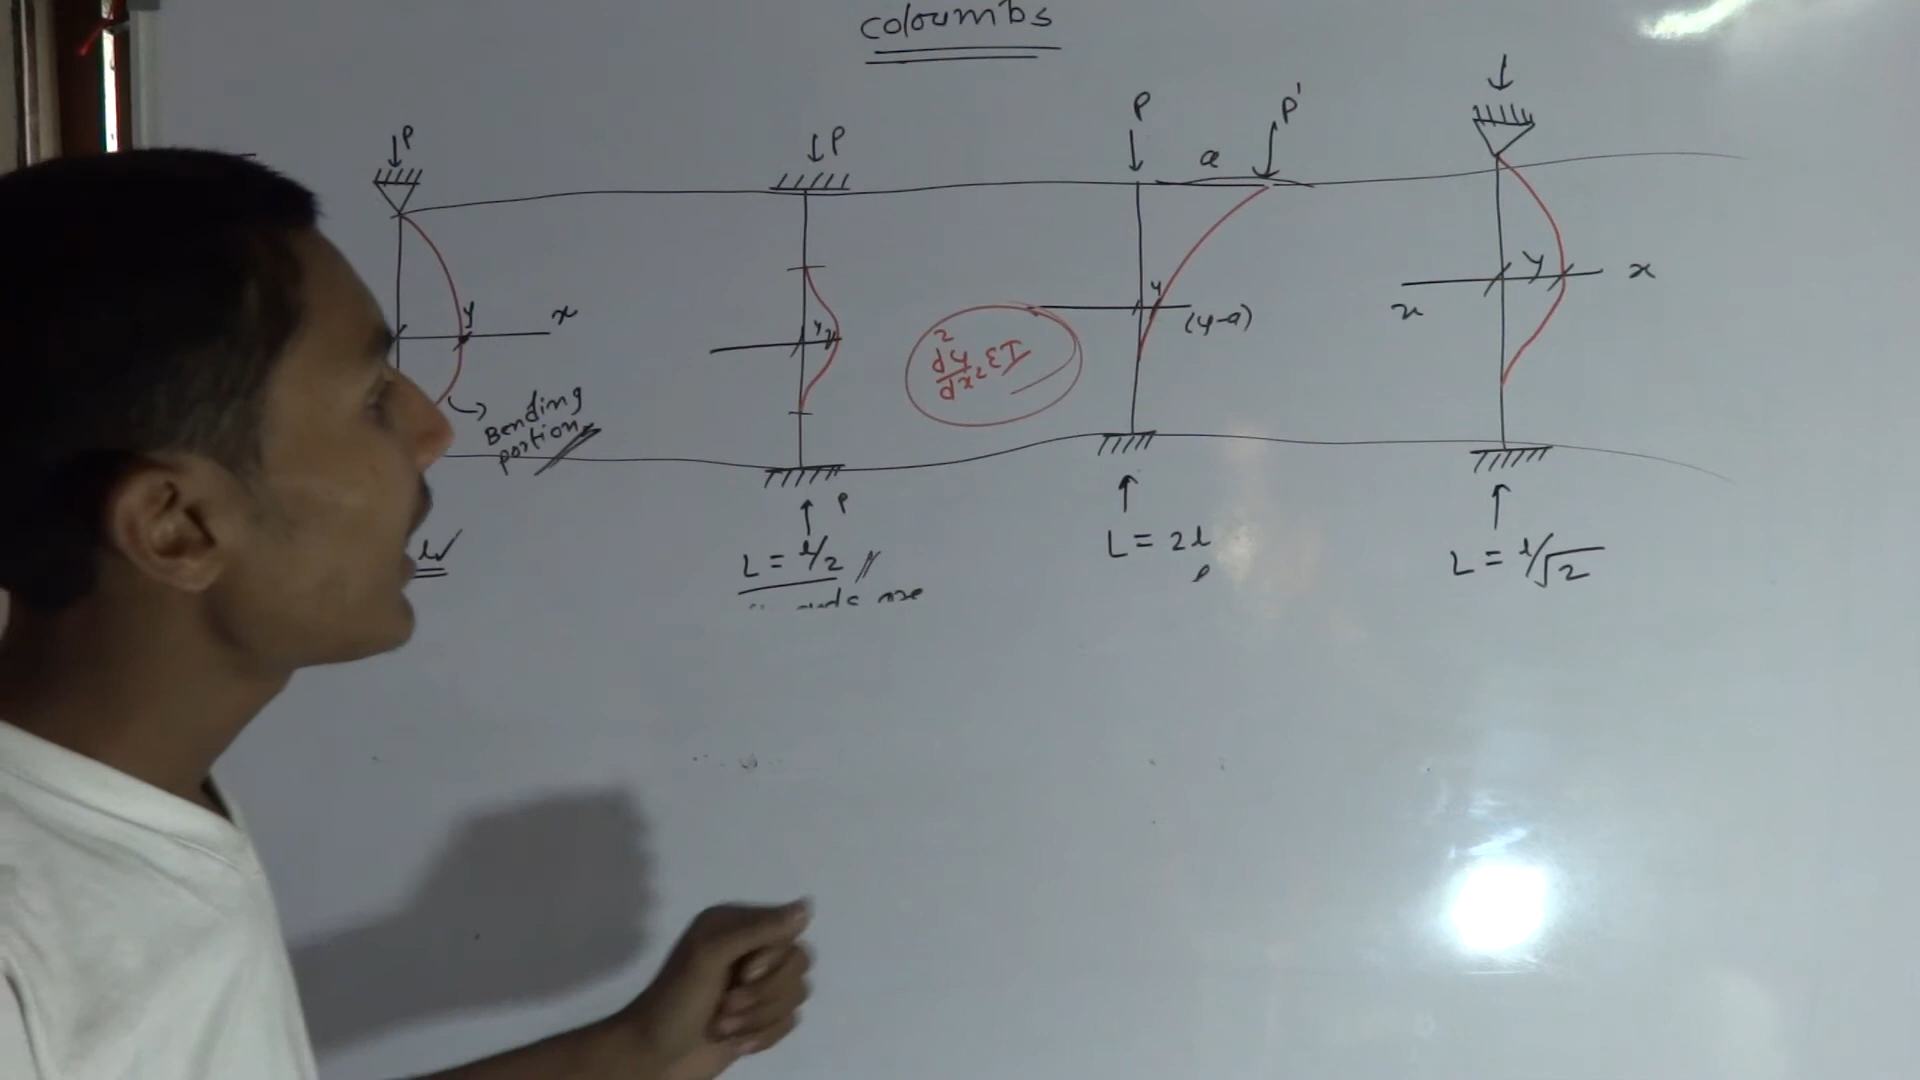 coloumbs
P
P
P
a
P'
y
x
y
x
Bending
portion
y
d²y/dx² EI
y
(y-a)
x
y
x
l
P
L = l/2
L = 2l
L = l/√2